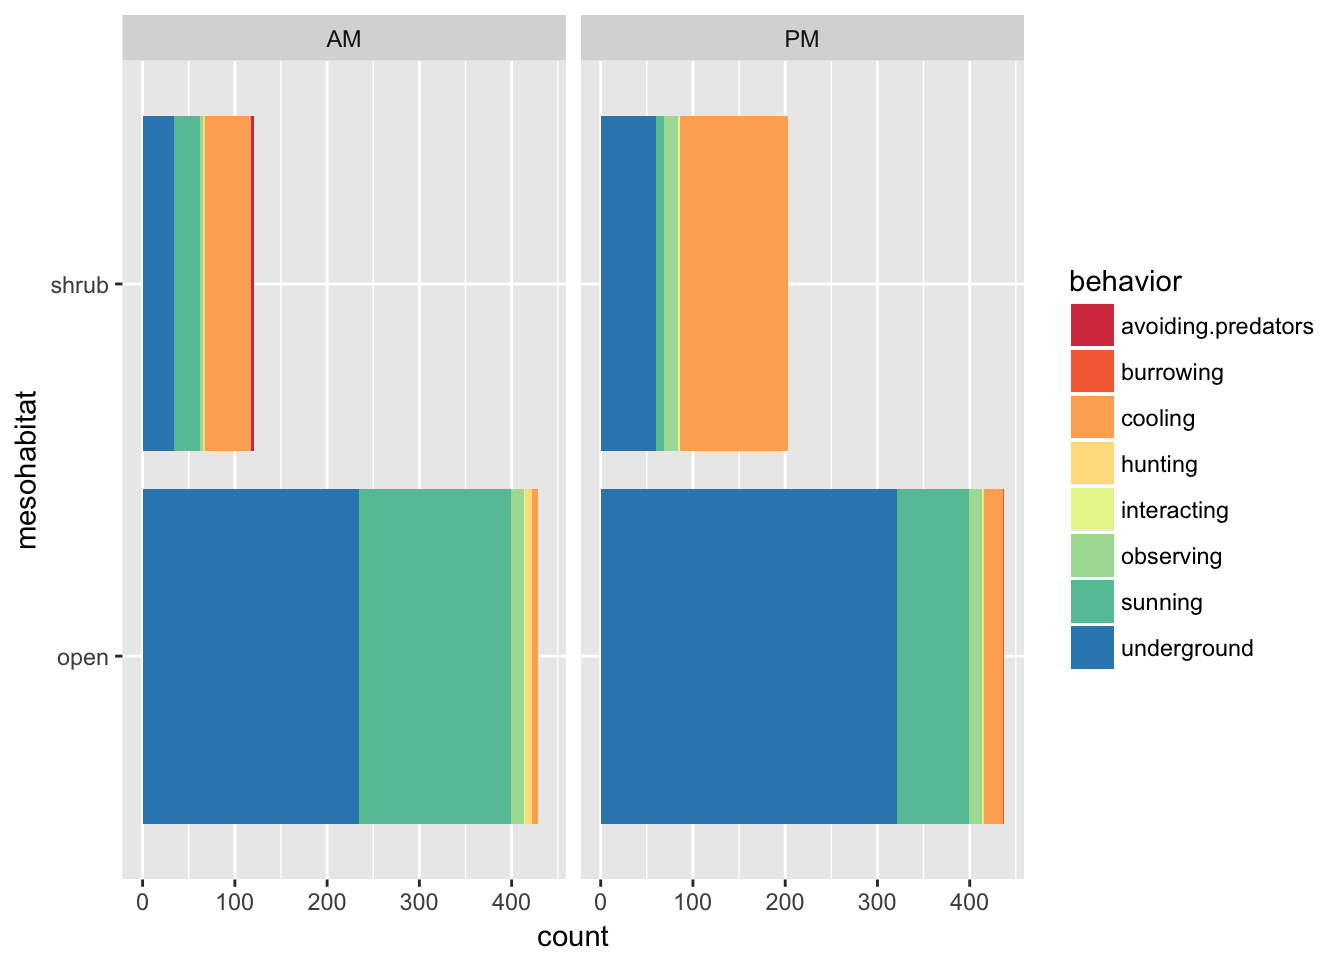 AM PM
shrub
open
mesohabitat
0 100 200 300 400 0 100 200 300 400
count
behavior
avoiding.predators
burrowing
cooling
hunting
interacting
observing
sunning
underground